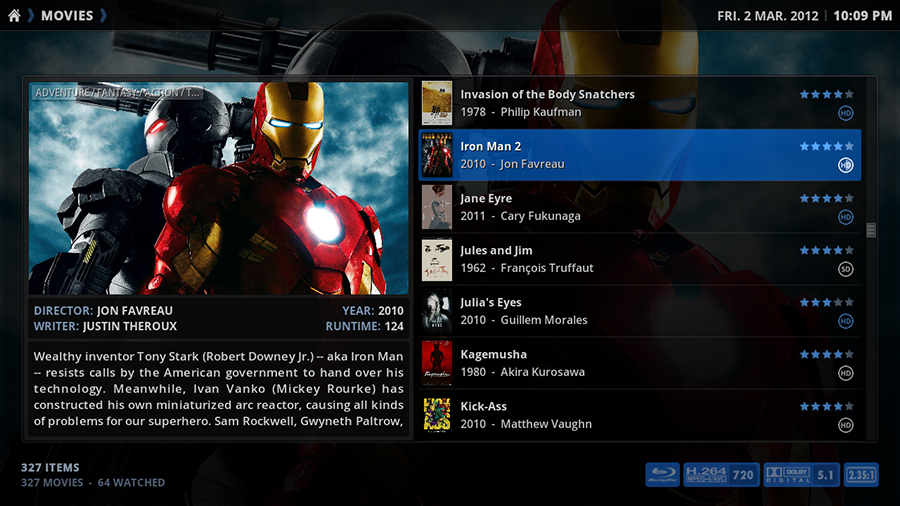 MOVIES
FRI. 2 MAR. 2012 | 10:09 PM
ADVENTURE / FANTASY / ACTION / T...
DIRECTOR: JON FAVREAU
YEAR: 2010
WRITER: JUSTIN THEROUX
RUNTIME: 124
Wealthy inventor Tony Stark (Robert Downey Jr.) -- aka Iron Man
-- resists calls by the American government to hand over his
technology. Meanwhile, Ivan Vanko (Mickey Rourke) has
constructed his own miniaturized arc reactor, causing all kinds
of problems for our superhero. Sam Rockwell, Gwyneth Paltrow,
Invasion of the Body Snatchers
1978 - Philip Kaufman
HD
Iron Man 2
2010 - Jon Favreau
HD
Jane Eyre
2011 - Cary Fukunaga
HD
Jules and Jim
1962 - François Truffaut
SD
Julia's Eyes
2010 - Guillem Morales
HD
Kagemusha
1980 - Akira Kurosawa
HD
Kick-Ass
2010 - Matthew Vaughn
HD
327 ITEMS
327 MOVIES - 64 WATCHED
Blu-ray Disc
H.264
MPEG-4/AVC
720
DOLBY
DIGITAL
5.1
2.35:1